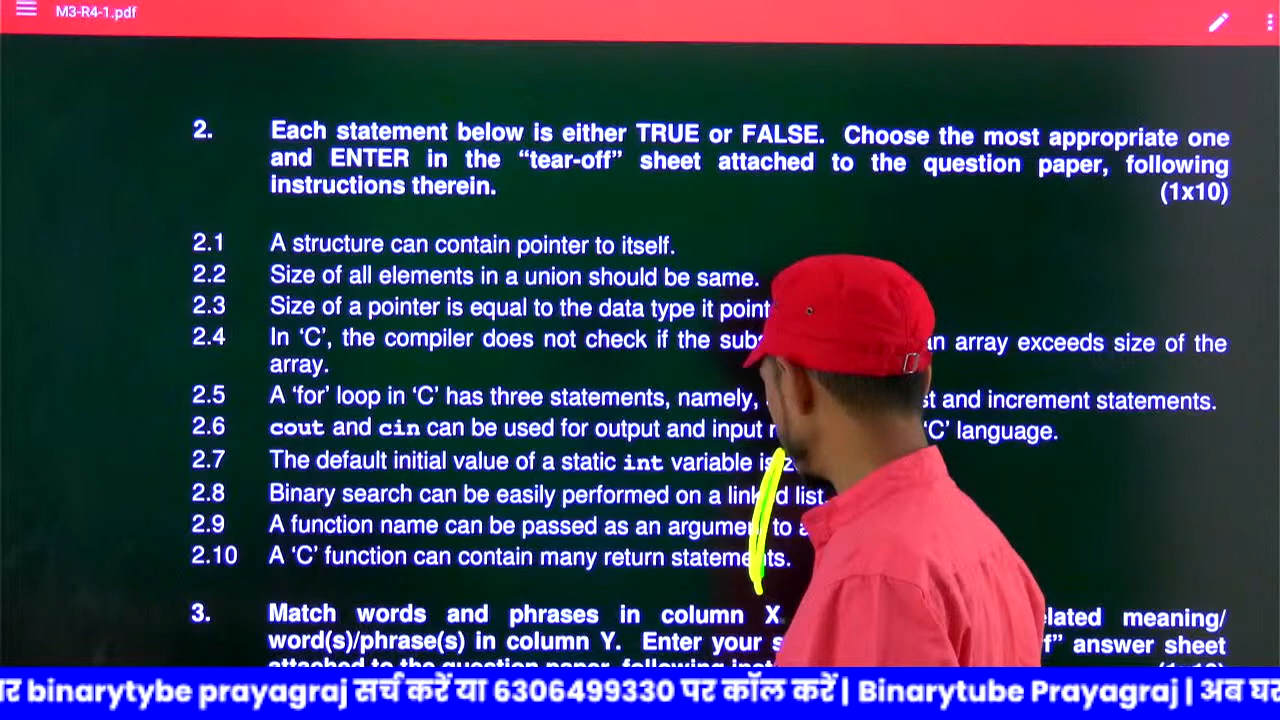 M3-R4-1.pdf
2. Each statement below is either TRUE or FALSE. Choose the most appropriate one
and ENTER in the “tear-off” sheet attached to the question paper, following
instructions therein. (1x10)
2.1 A structure can contain pointer to itself.
2.2 Size of all elements in a union should be same.
2.3 Size of a pointer is equal to the data type it
2.4 In ‘C’, the compiler does not check if the array exceeds size of the
array.
2.5 A ‘for’ loop in ‘C’ has three statements, namely, and increment statements.
2.6 cout and cin can be used for output and input ‘C’ language.
2.7 The default initial value of a static int variable is
2.8 Binary search can be easily performed on a linked list.
2.9 A function name can be passed as an argument to
2.10 A ‘C’ function can contain many return statements.
3. Match words and phrases in column X meaning/
word(s)/phrase(s) in column Y. Enter your answer sheet
attached to the question paper, following (1x10)
binarytybe prayagraj सर्च करें या 6306499330 पर कॉल करें | Binarytube Prayagraj | अब